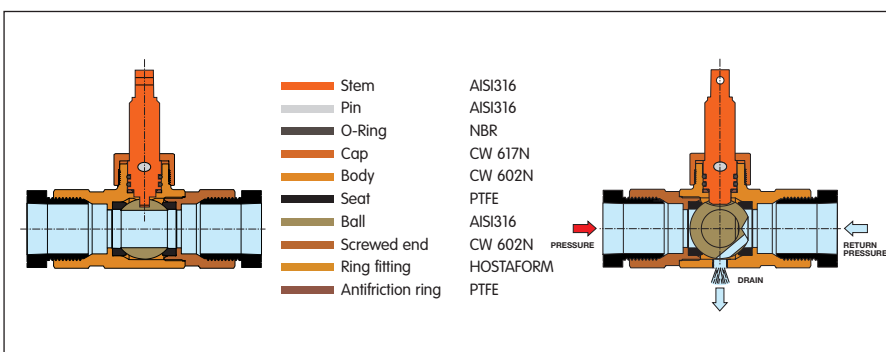 Stem AISI316
Pin AISI316
O-Ring NBR
Cap CW 617N
Body CW 602N
Seat PTFE
Ball AISI316
Screwed end CW 602N
Ring fitting HOSTAFORM
Antifriction ring PTFE
PRESSURE
RETURN
PRESSURE
DRAIN